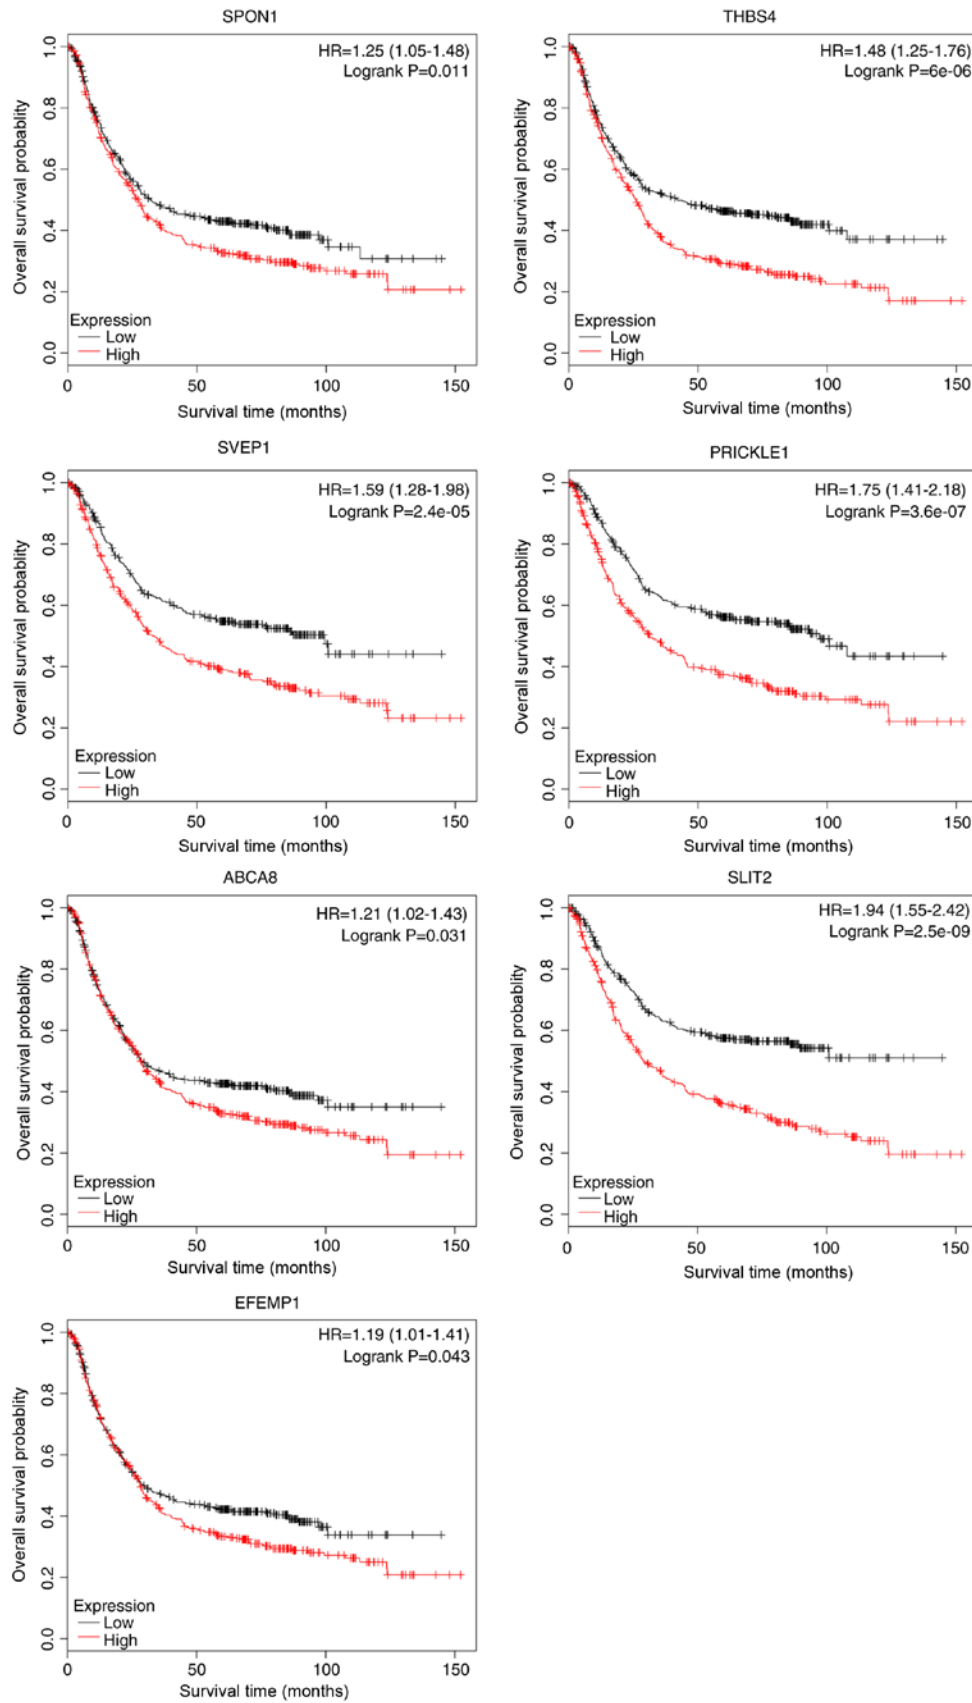 SPON1
HR=1.25 (1.05-1.48)
Logrank P=0.011
Overall survival probablity
1.0
0.8
0.6
0.4
0.2
0.0
Expression
Low
High
0 50 100 150
Survival time (months)
THBS4
HR=1.48 (1.25-1.76)
Logrank P=6e-06
Overall survival probablity
1.0
0.8
0.6
0.4
0.2
0.0
Expression
Low
High
0 50 100 150
Survival time (months)
SVEP1
HR=1.59 (1.28-1.98)
Logrank P=2.4e-05
Overall survival probablity
1.0
0.8
0.6
0.4
0.2
0.0
Expression
Low
High
0 50 100 150
Survival time (months)
PRICKLE1
HR=1.75 (1.41-2.18)
Logrank P=3.6e-07
Overall survival probablity
1.0
0.8
0.6
0.4
0.2
0.0
Expression
Low
High
0 50 100 150
Survival time (months)
ABCA8
HR=1.21 (1.02-1.43)
Logrank P=0.031
Overall survival probablity
1.0
0.8
0.6
0.4
0.2
0.0
Expression
Low
High
0 50 100 150
Survival time (months)
SLIT2
HR=1.94 (1.55-2.42)
Logrank P=2.5e-09
Overall survival probablity
1.0
0.8
0.6
0.4
0.2
0.0
Expression
Low
High
0 50 100 150
Survival time (months)
EFEMP1
HR=1.19 (1.01-1.41)
Logrank P=0.043
Overall survival probablity
1.0
0.8
0.6
0.4
0.2
0.0
Expression
Low
High
0 50 100 150
Survival time (months)